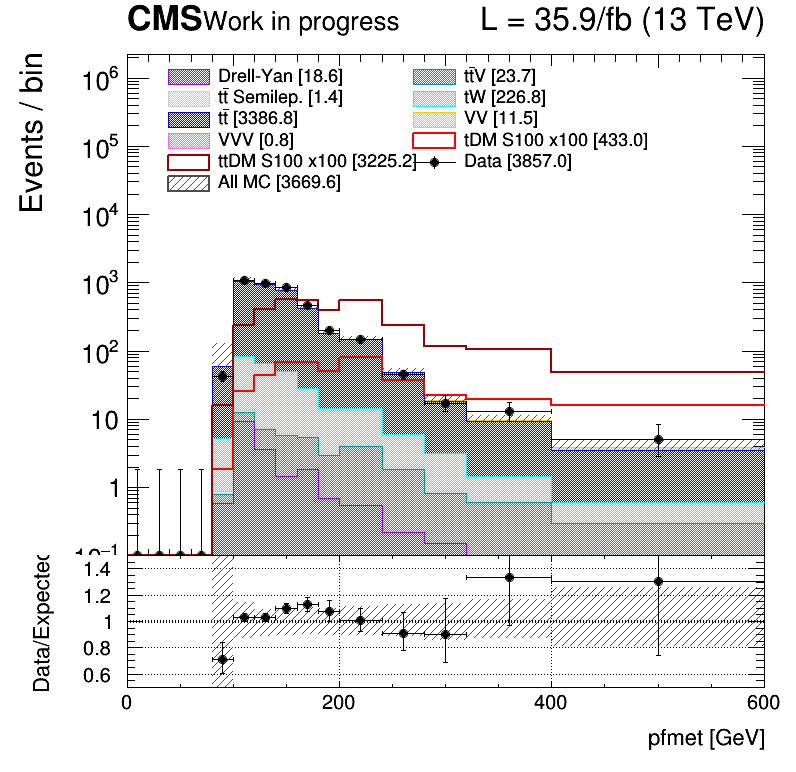 CMS Work in progress L = 35.9/fb (13 TeV)
Events / bin
Drell-Yan [18.6] tt̄V [23.7]
tt̄ Semilep. [1.4] tW [226.8]
tt̄ [3386.8] VV [11.5]
VVV [0.8] tDM S100 x100 [433.0]
ttDM S100 x100 [3225.2] Data [3857.0]
All MC [3669.6]
10⁶
10⁵
10⁴
10³
10²
10
1
10⁻¹
Data/Expected
1.4
1.2
1
0.8
0.6
0 200 400 600
pfmet [GeV]